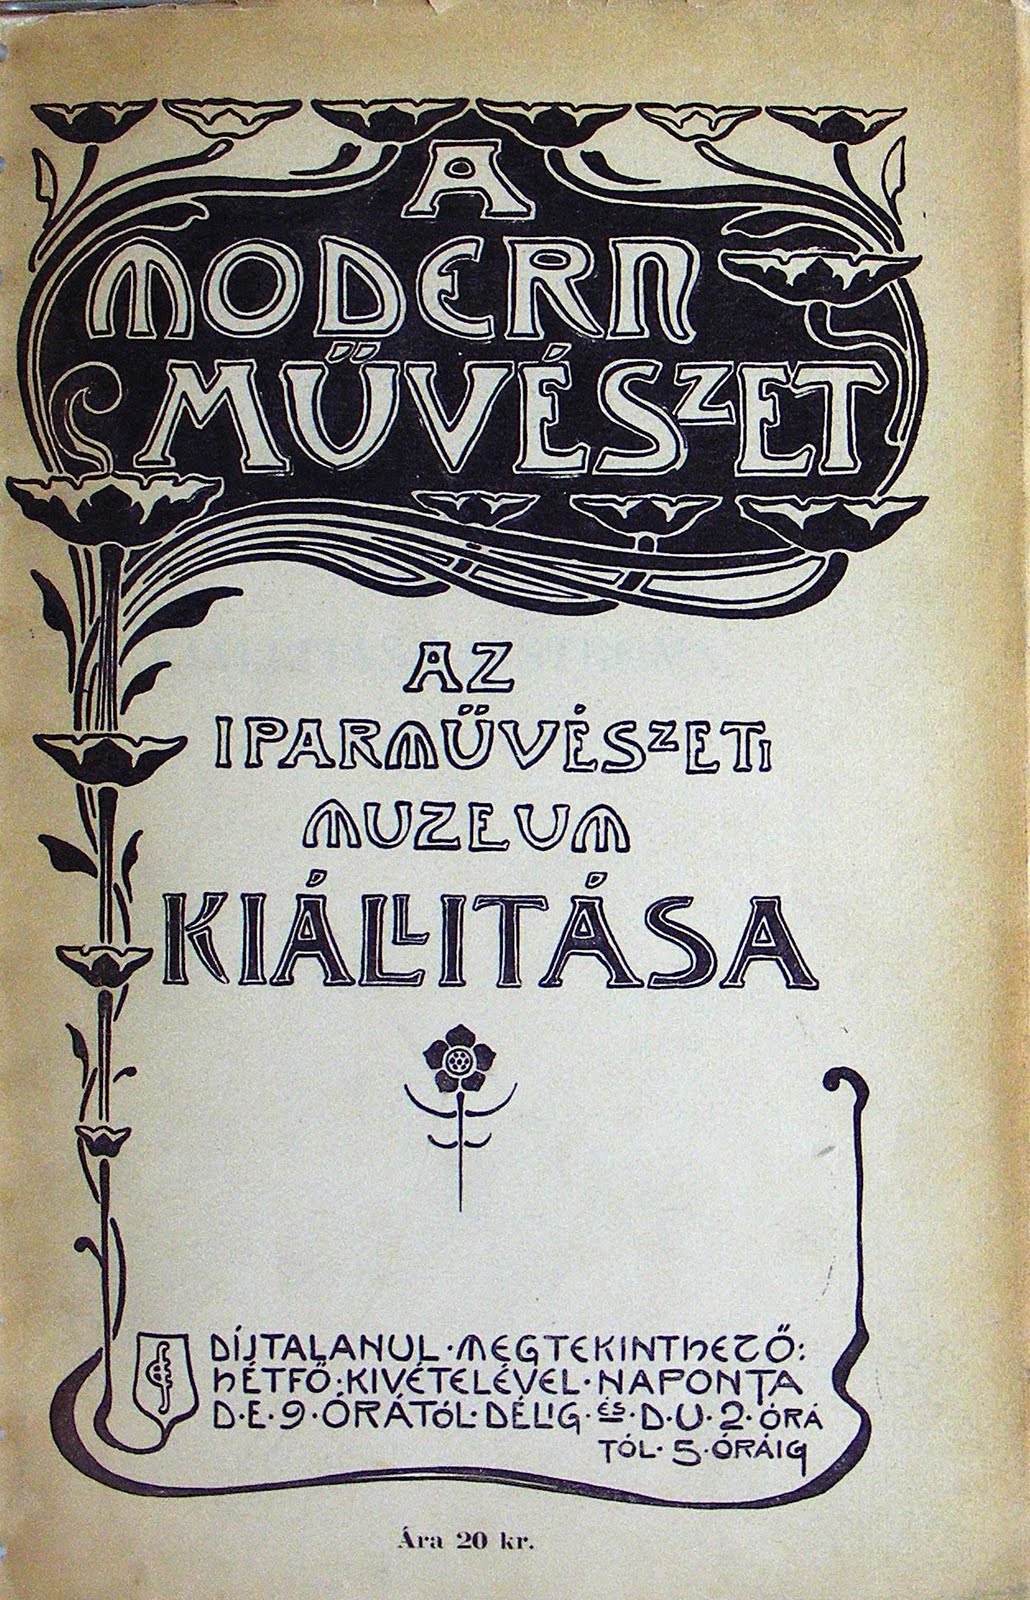 A
MODERN
MŰVÉSZET
AZ
IPARMŰVÉSZETI
MUZEUM
KIÁLLITÁSA
DÍJTALANUL · MEGTEKINTHEZŐ:
HÉTFŐ · KIVÉTELÉVEL · NAPONTA
D · E · 9 · ÓRÁTÓL · DÉLIG · ÉS · D · U · 2 · ÓRÁ
TÓL · 5 · ÓRÁIG
Ára 20 kr.